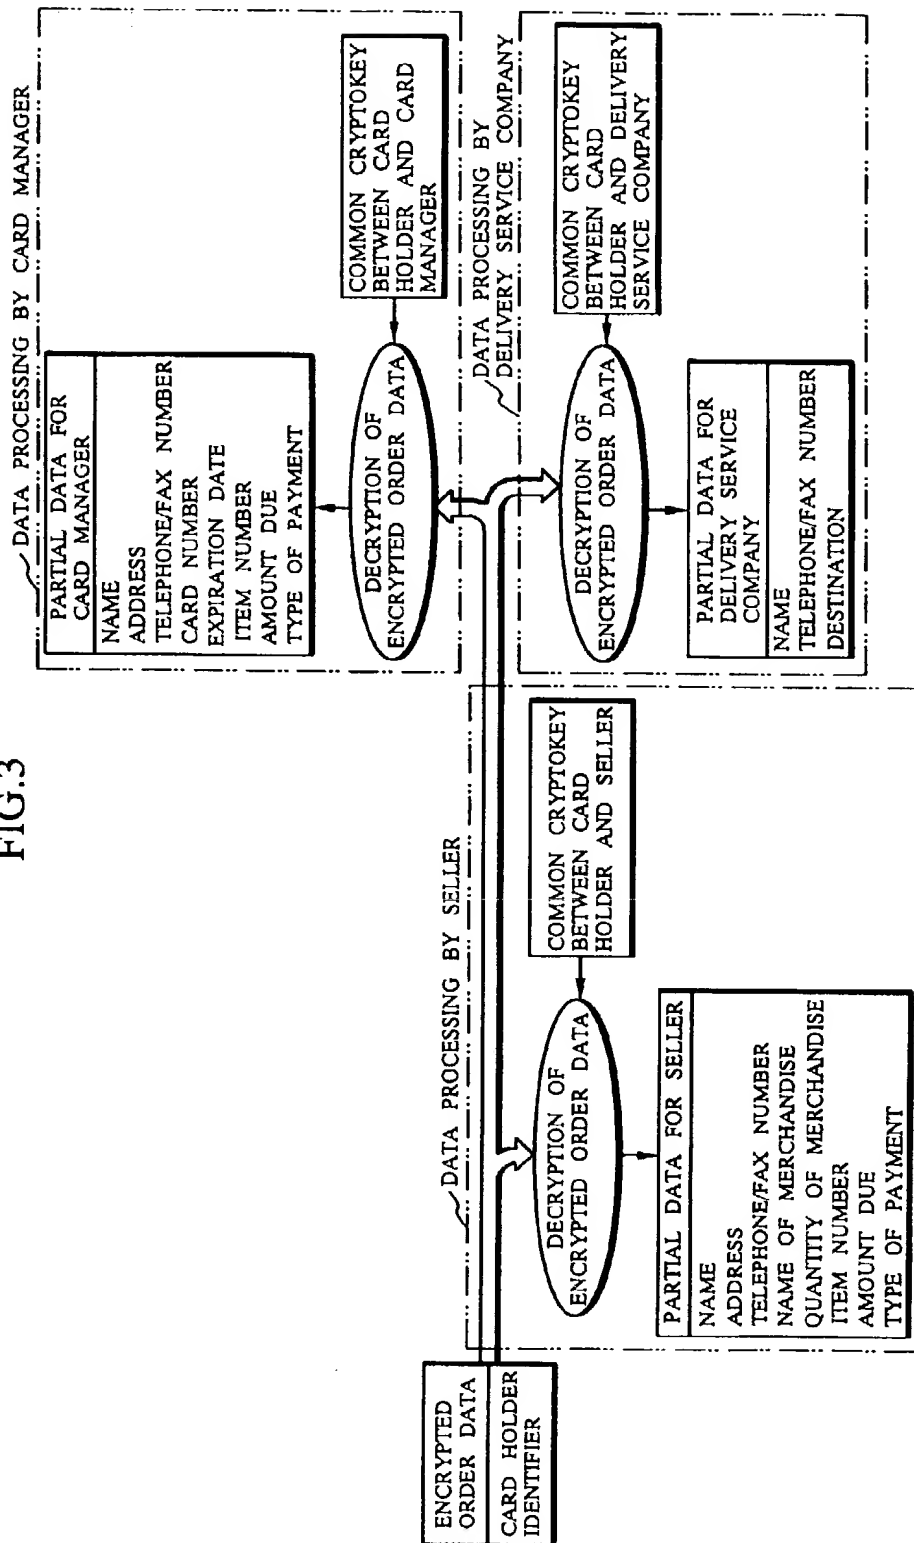 FIG.3
DATA PROCESSING BY CARD MANAGER
PARTIAL DATA FOR
CARD MANAGER
NAME
ADDRESS
TELEPHONE/FAX NUMBER
CARD NUMBER
EXPIRATION DATE
ITEM NUMBER
AMOUNT DUE
TYPE OF PAYMENT
DECRYPTION OF
ENCRYPTED ORDER DATA
COMMON CRYPTOKEY
BETWEEN CARD
HOLDER AND CARD
MANAGER
DATA PROCESSING BY SELLER
ENCRYPTED
ORDER DATA
CARD HOLDER
IDENTIFIER
DECRYPTION OF
ENCRYPTED ORDER DATA
COMMON CRYPTOKEY
BETWEEN CARD
HOLDER AND SELLER
PARTIAL DATA FOR SELLER
NAME
ADDRESS
TELEPHONE/FAX NUMBER
NAME OF MERCHANDISE
QUANTITY OF MERCHANDISE
ITEM NUMBER
AMOUNT DUE
TYPE OF PAYMENT
DATA PROCESSING BY
DELIVERY SERVICE COMPANY
DECRYPTION OF
ENCRYPTED ORDER DATA
COMMON CRYPTOKEY
BETWEEN CARD
HOLDER AND DELIVERY
SERVICE COMPANY
PARTIAL DATA FOR
DELIVERY SERVICE
COMPANY
NAME
TELEPHONE/FAX NUMBER
DESTINATION